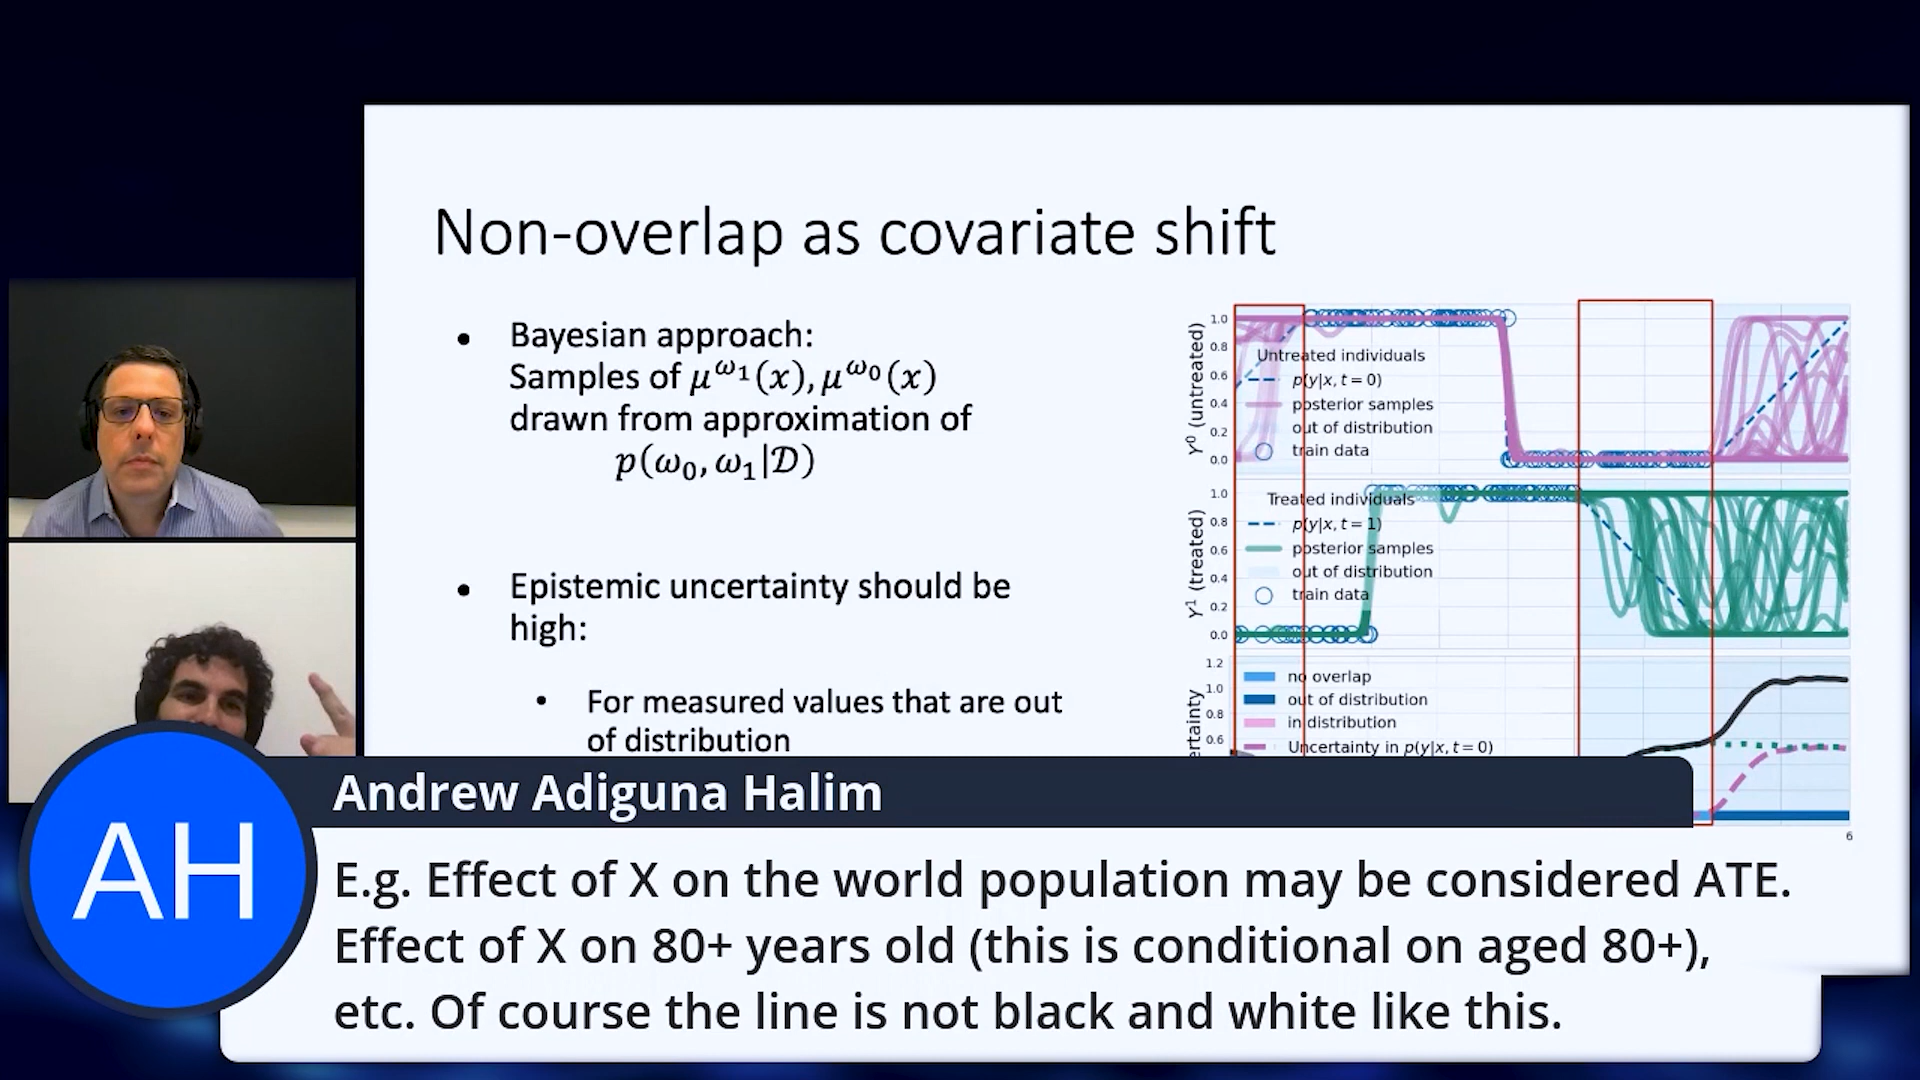 Non-overlap as covariate shift
• Bayesian approach:
Samples of μ^ω₁(x), μ^ω₀(x)
drawn from approximation of
p(ω₀, ω₁|𝒟)
• Epistemic uncertainty should be
high:
• For measured values that are out
of distribution
Y⁰ (untreated)
1.0
0.8
0.6
0.4
0.2
0.0
Untreated individuals
p(y|x, t = 0)
posterior samples
out of distribution
train data
Y¹ (treated)
1.0
0.8
0.6
0.4
0.2
0.0
Treated individuals
p(y|x, t = 1)
posterior samples
out of distribution
train data
ertainty
1.2
1.0
0.8
0.6
no overlap
out of distribution
in distribution
Uncertainty in p(y|x, t = 0)
6
AH
Andrew Adiguna Halim
E.g. Effect of X on the world population may be considered ATE.
Effect of X on 80+ years old (this is conditional on aged 80+),
etc. Of course the line is not black and white like this.